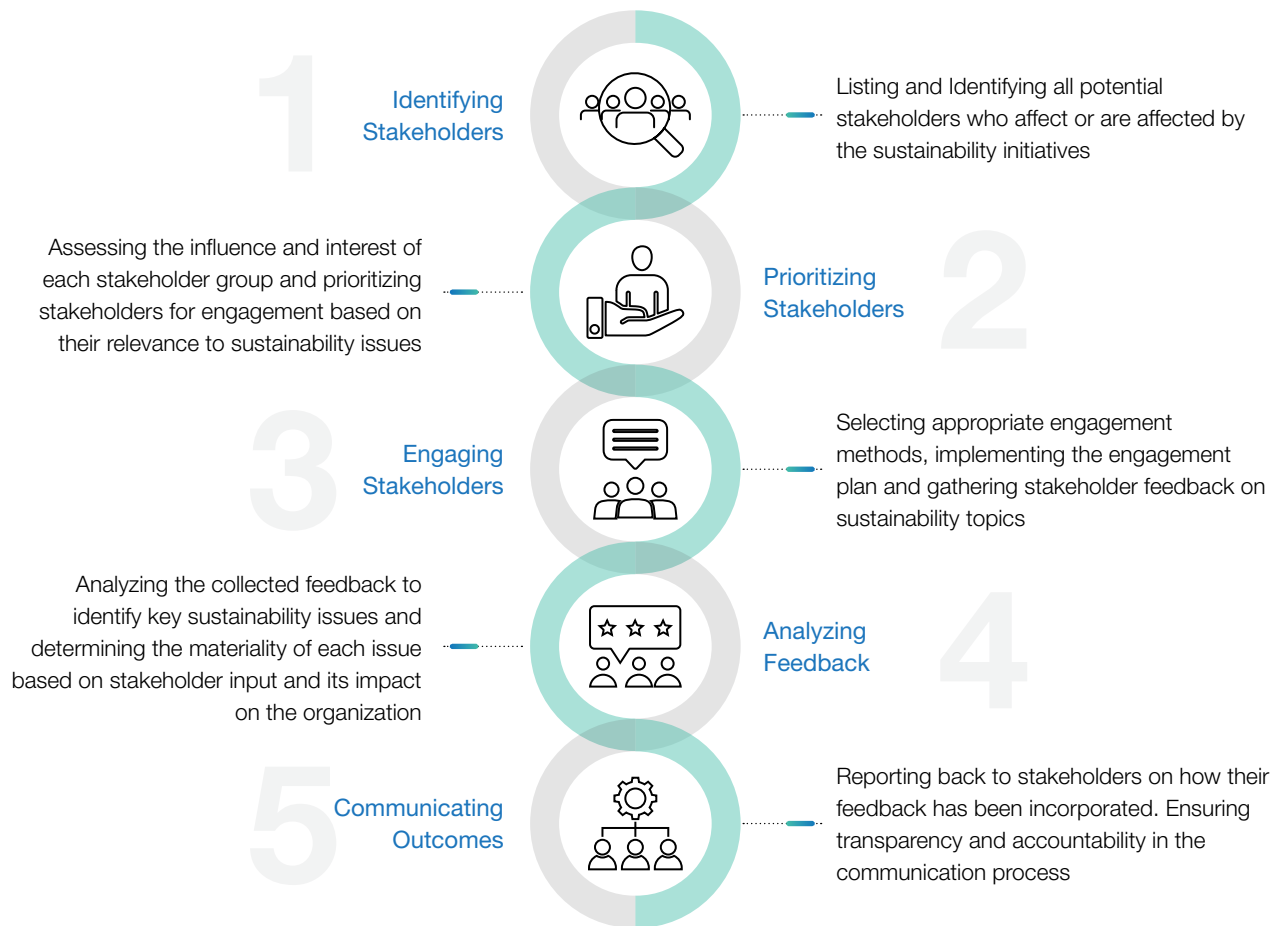 1
Identifying
Stakeholders
Listing and Identifying all potential
stakeholders who affect or are affected by
the sustainability initiatives
2
Prioritizing
Stakeholders
Assessing the influence and interest of
each stakeholder group and prioritizing
stakeholders for engagement based on
their relevance to sustainability issues
3
Engaging
Stakeholders
Selecting appropriate engagement
methods, implementing the engagement
plan and gathering stakeholder feedback on
sustainability topics
4
Analyzing
Feedback
Analyzing the collected feedback to
identify key sustainability issues and
determining the materiality of each issue
based on stakeholder input and its impact
on the organization
5
Communicating
Outcomes
Reporting back to stakeholders on how their
feedback has been incorporated. Ensuring
transparency and accountability in the
communication process